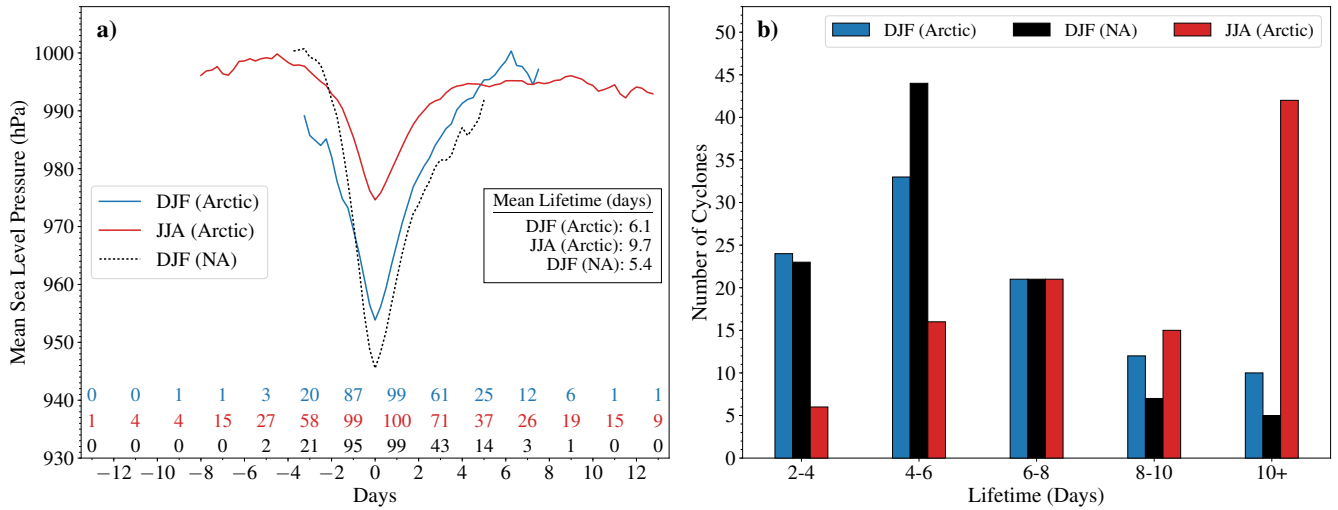 a)
Mean Sea Level Pressure (hPa)
1000
990
980
970
960
950
940
930
DJF (Arctic)
JJA (Arctic)
DJF (NA)
Mean Lifetime (days)
DJF (Arctic): 6.1
JJA (Arctic): 9.7
DJF (NA): 5.4
0 0 1 1 3 20 87 99 61 25 12 6 1 1
1 4 4 15 27 58 99 100 71 37 26 19 15 9
0 0 0 0 2 21 95 99 43 14 3 1 0 0
−12 −10 −8 −6 −4 −2 0 2 4 6 8 10 12
Days
b)
DJF (Arctic) DJF (NA) JJA (Arctic)
Number of Cyclones
50
45
40
35
30
25
20
15
10
5
0
2-4 4-6 6-8 8-10 10+
Lifetime (Days)